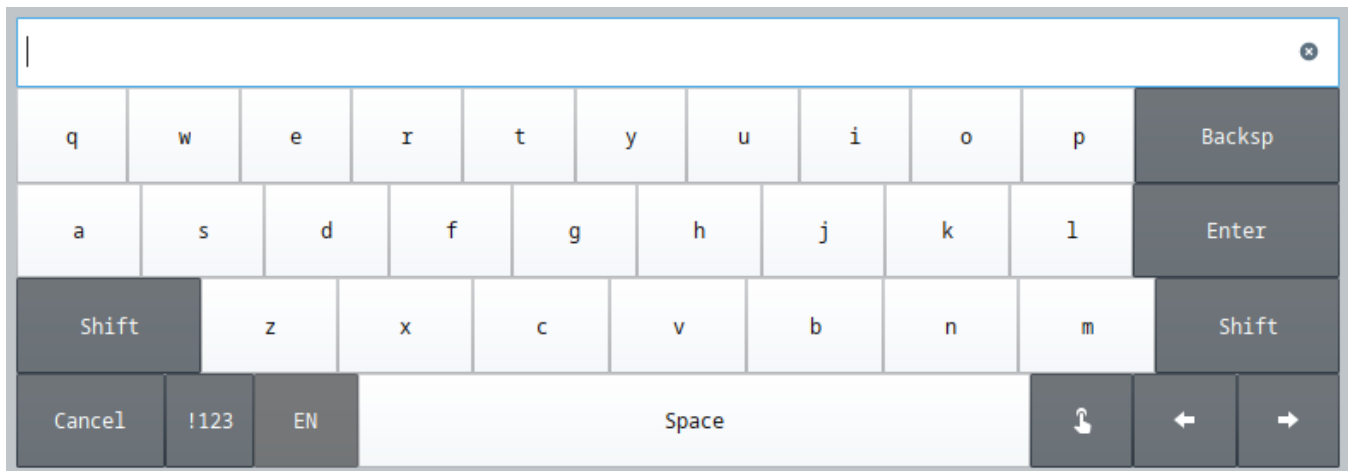 q w e r t y u i o p Backsp
a s d f g h j k l Enter
Shift z x c v b n m Shift
Cancel !123 EN Space